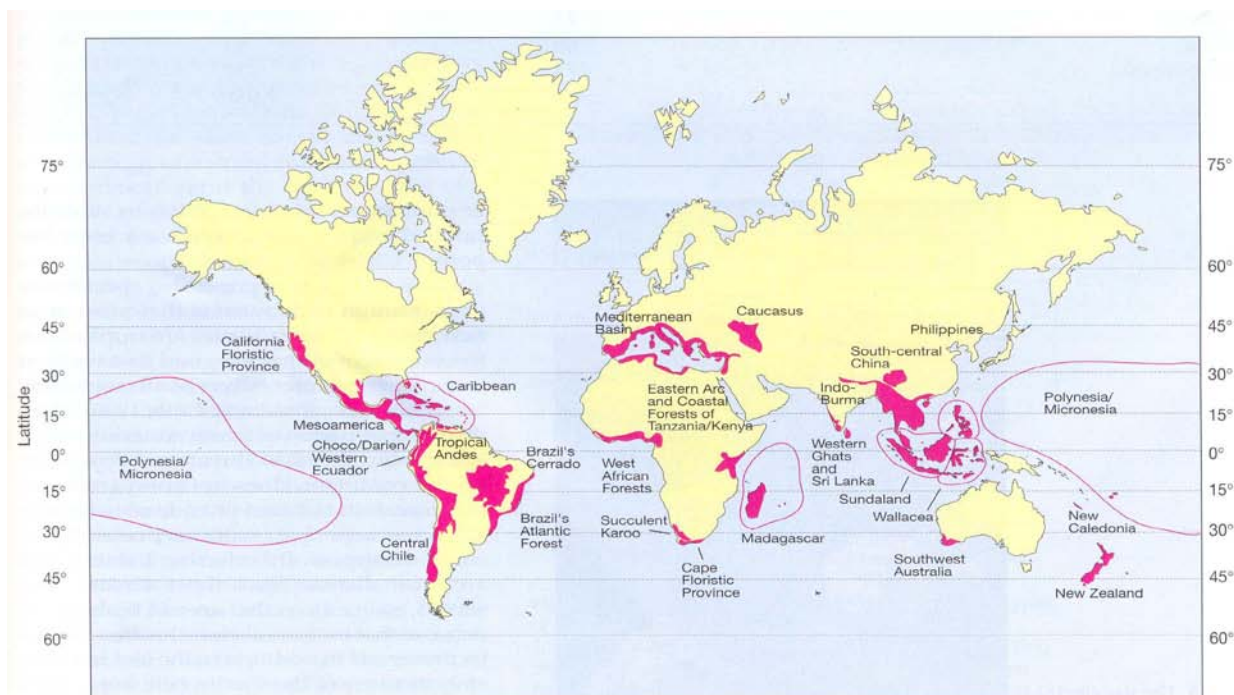 75°
60°
45°
30°
15°
0°
15°
30°
45°
60°
Latitude
75°
60°
45°
30°
15°
0°
15°
30°
45°
60°
California
Floristic
Province
Caribbean
Mesoamerica
Polynesia/
Micronesia
Choco/Darien/
Western
Ecuador
Tropical
Andes
Brazil's
Cerrado
Central
Chile
Brazil's
Atlantic
Forest
Mediterranean
Basin
Caucasus
Eastern Arc
and Coastal
Forests of
Tanzania/Kenya
West
African
Forests
Succulent
Karoo
Cape
Floristic
Province
Madagascar
Philippines
South-central
China
Indo-
Burma
Western
Ghats
and
Sri Lanka
Sundaland
Wallacea
Polynesia/
Micronesia
New
Caledonia
Southwest
Australia
New Zealand